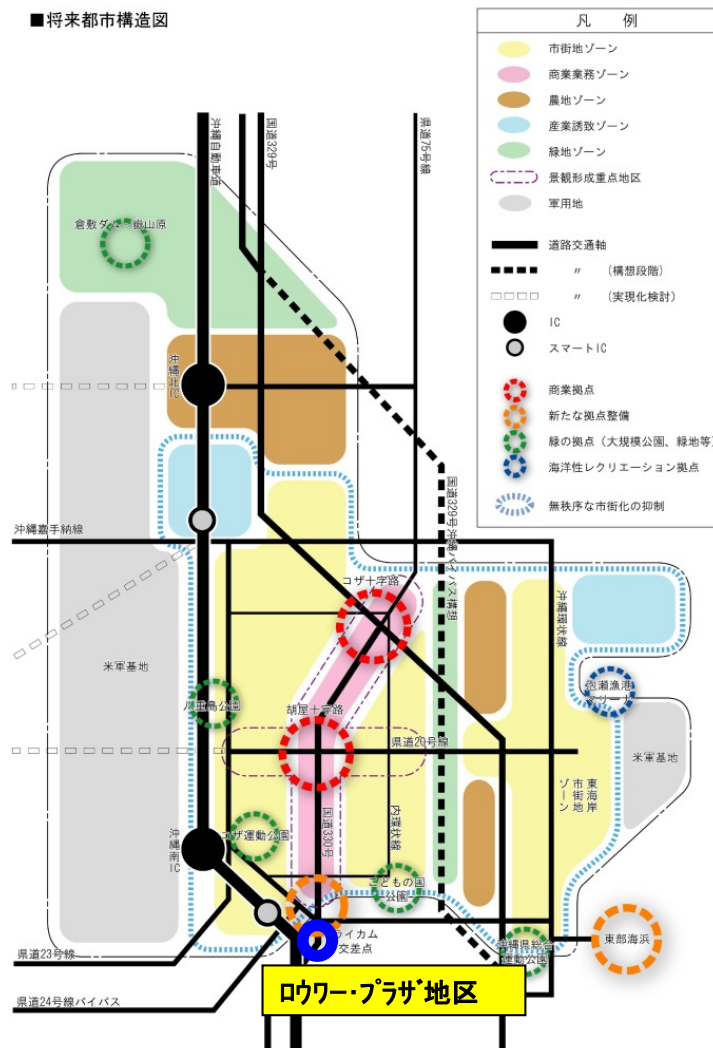 ■将来都市構造図
凡 例
市街地ゾーン
商業業務ゾーン
農地ゾーン
産業誘致ゾーン
緑地ゾーン
景観形成重点地区
軍用地
道路交通軸
〃 (構想段階)
〃 (実現化検討)
IC
スマートIC
商業拠点
新たな拠点整備
緑の拠点(大規模公園、緑地等)
海洋性レクリエーション拠点
無秩序な市街化の抑制
沖縄自動車道
国道329号
県道75号線
沖縄北IC
国道329号沖縄バイパス構想
沖縄嘉手納線
コザ十字路
沖縄環状線
米軍基地
八重島公園
胡屋十字路
県道20号線
米軍基地
東海岸
市街地
ゾーン
沖縄南IC
コザ運動公園
国道330号
内環状線
こどもの国
公園
ライカム
交差点
沖縄県総合
運動公園
東部海浜
県道23号線
県道24号線バイパス
ロウワー・プラザ地区